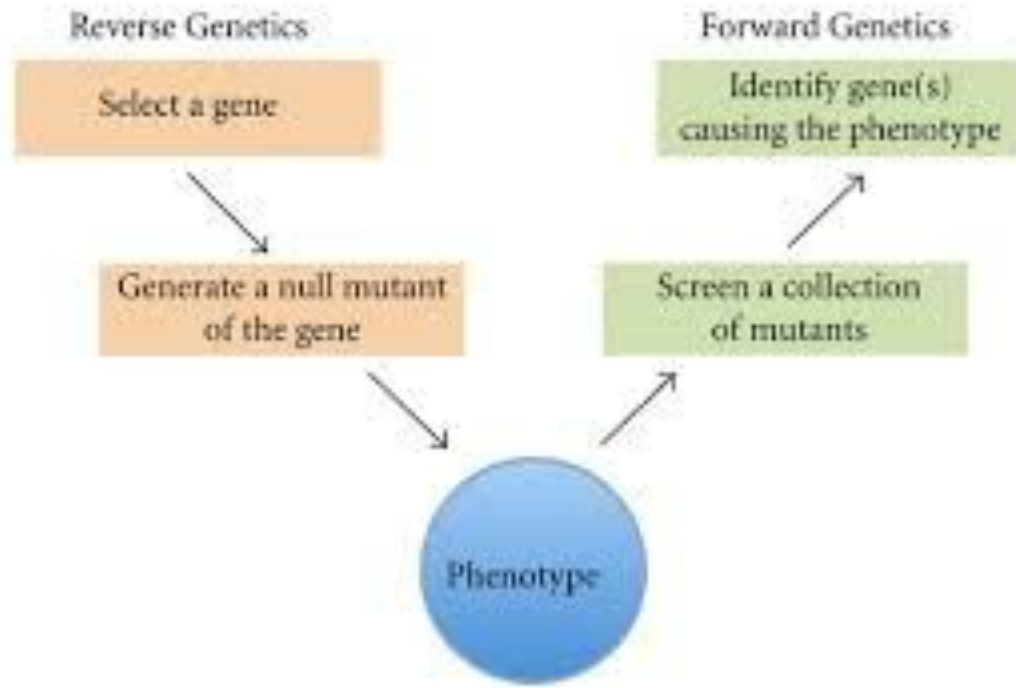 Reverse Genetics
Select a gene
Generate a null mutant
of the gene
Phenotype
Forward Genetics
Identify gene(s)
causing the phenotype
Screen a collection
of mutants